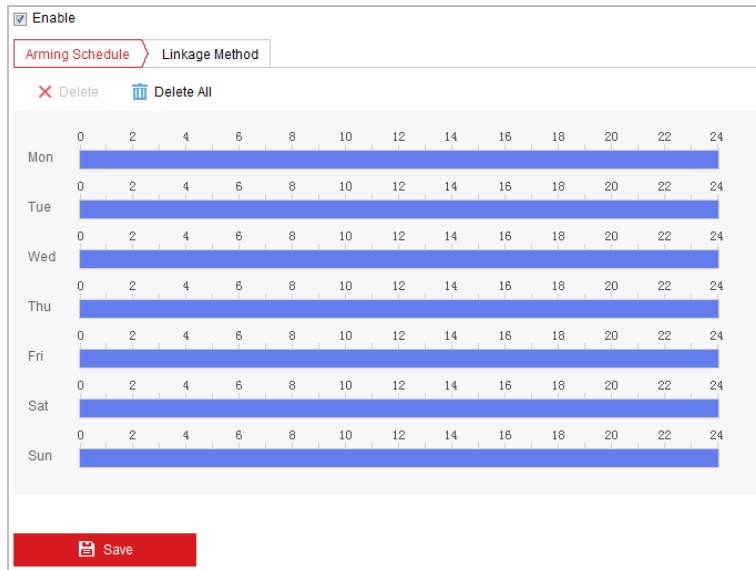 Enable
Arming Schedule Linkage Method
Delete Delete All
0 2 4 6 8 10 12 14 16 18 20 22 24
Mon
0 2 4 6 8 10 12 14 16 18 20 22 24
Tue
0 2 4 6 8 10 12 14 16 18 20 22 24
Wed
0 2 4 6 8 10 12 14 16 18 20 22 24
Thu
0 2 4 6 8 10 12 14 16 18 20 22 24
Fri
0 2 4 6 8 10 12 14 16 18 20 22 24
Sat
0 2 4 6 8 10 12 14 16 18 20 22 24
Sun
Save